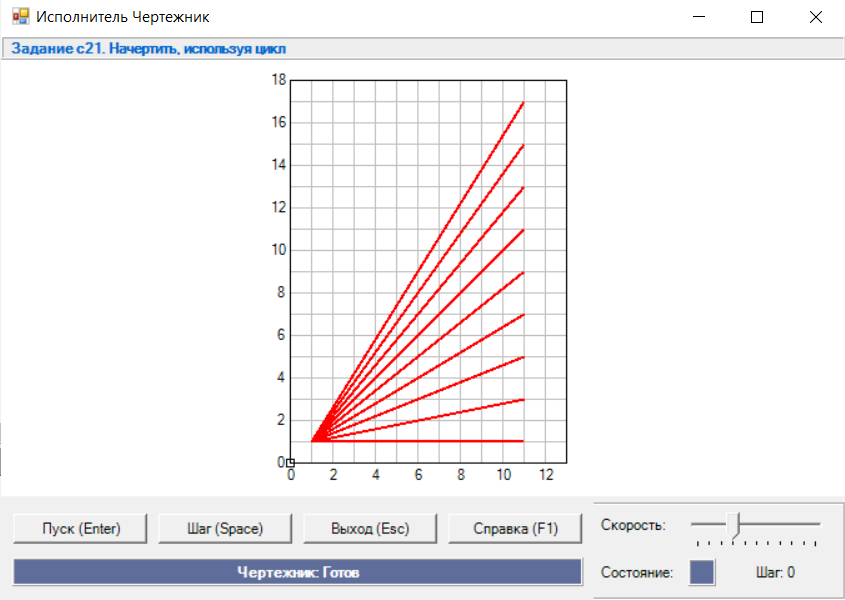 Исполнитель Чертежник
Задание c21. Начертить, используя цикл
18
16
14
12
10
8
6
4
2
0
0 2 4 6 8 10 12
Пуск (Enter) Шаг (Space) Выход (Esc) Справка (F1) Скорость:
Чертежник: Готов Состояние: Шаг: 0